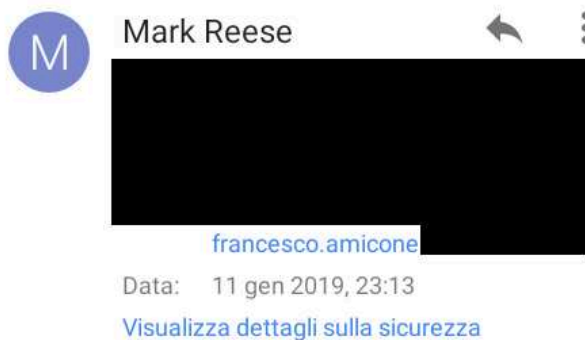 M
Mark Reese
francesco.amicone
Data: 11 gen 2019, 23:13
Visualizza dettagli sulla sicurezza